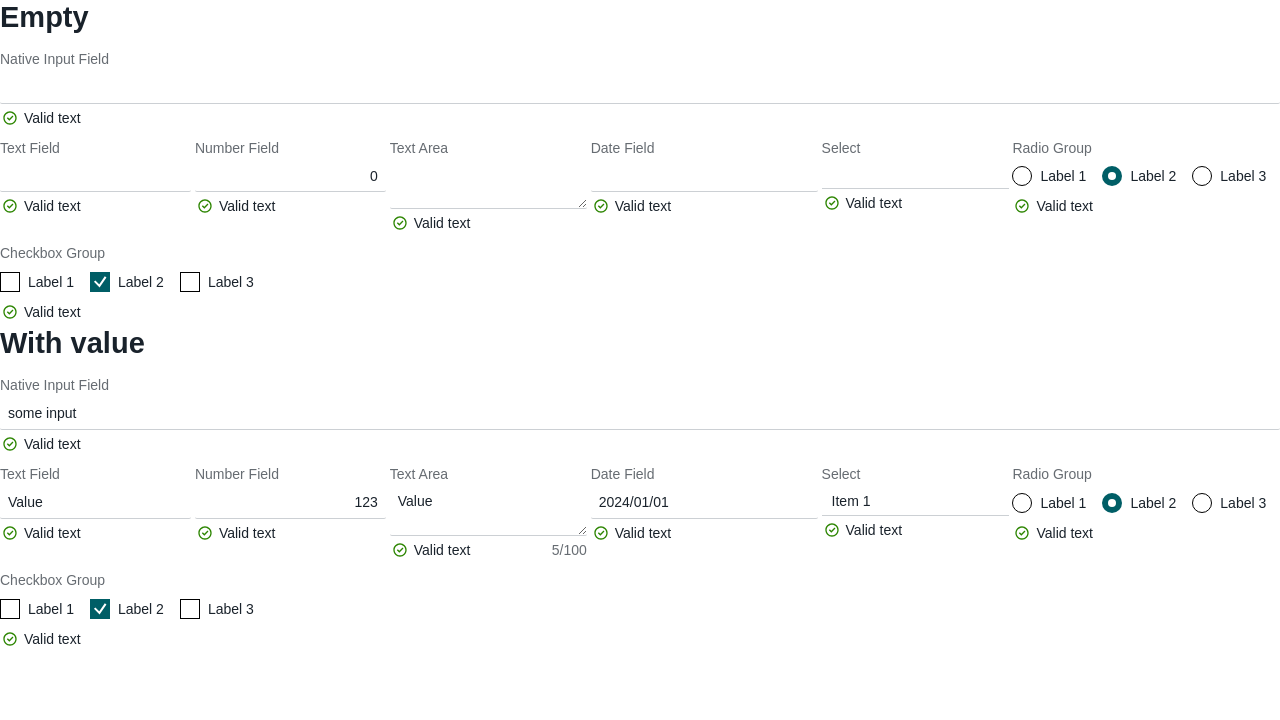 Empty
Native Input Field
Valid text
Text Field Number Field Text Area Date Field Select Radio Group
0 Label 1 Label 2 Label 3
Valid text Valid text Valid text Valid text Valid text Valid text
Checkbox Group
Label 1 Label 2 Label 3
Valid text
With value
Native Input Field
some input
Valid text
Text Field Number Field Text Area Date Field Select Radio Group
Value 123 Value 2024/01/01 Item 1 Label 1 Label 2 Label 3
Valid text Valid text Valid text 5/100 Valid text Valid text Valid text
Checkbox Group
Label 1 Label 2 Label 3
Valid text